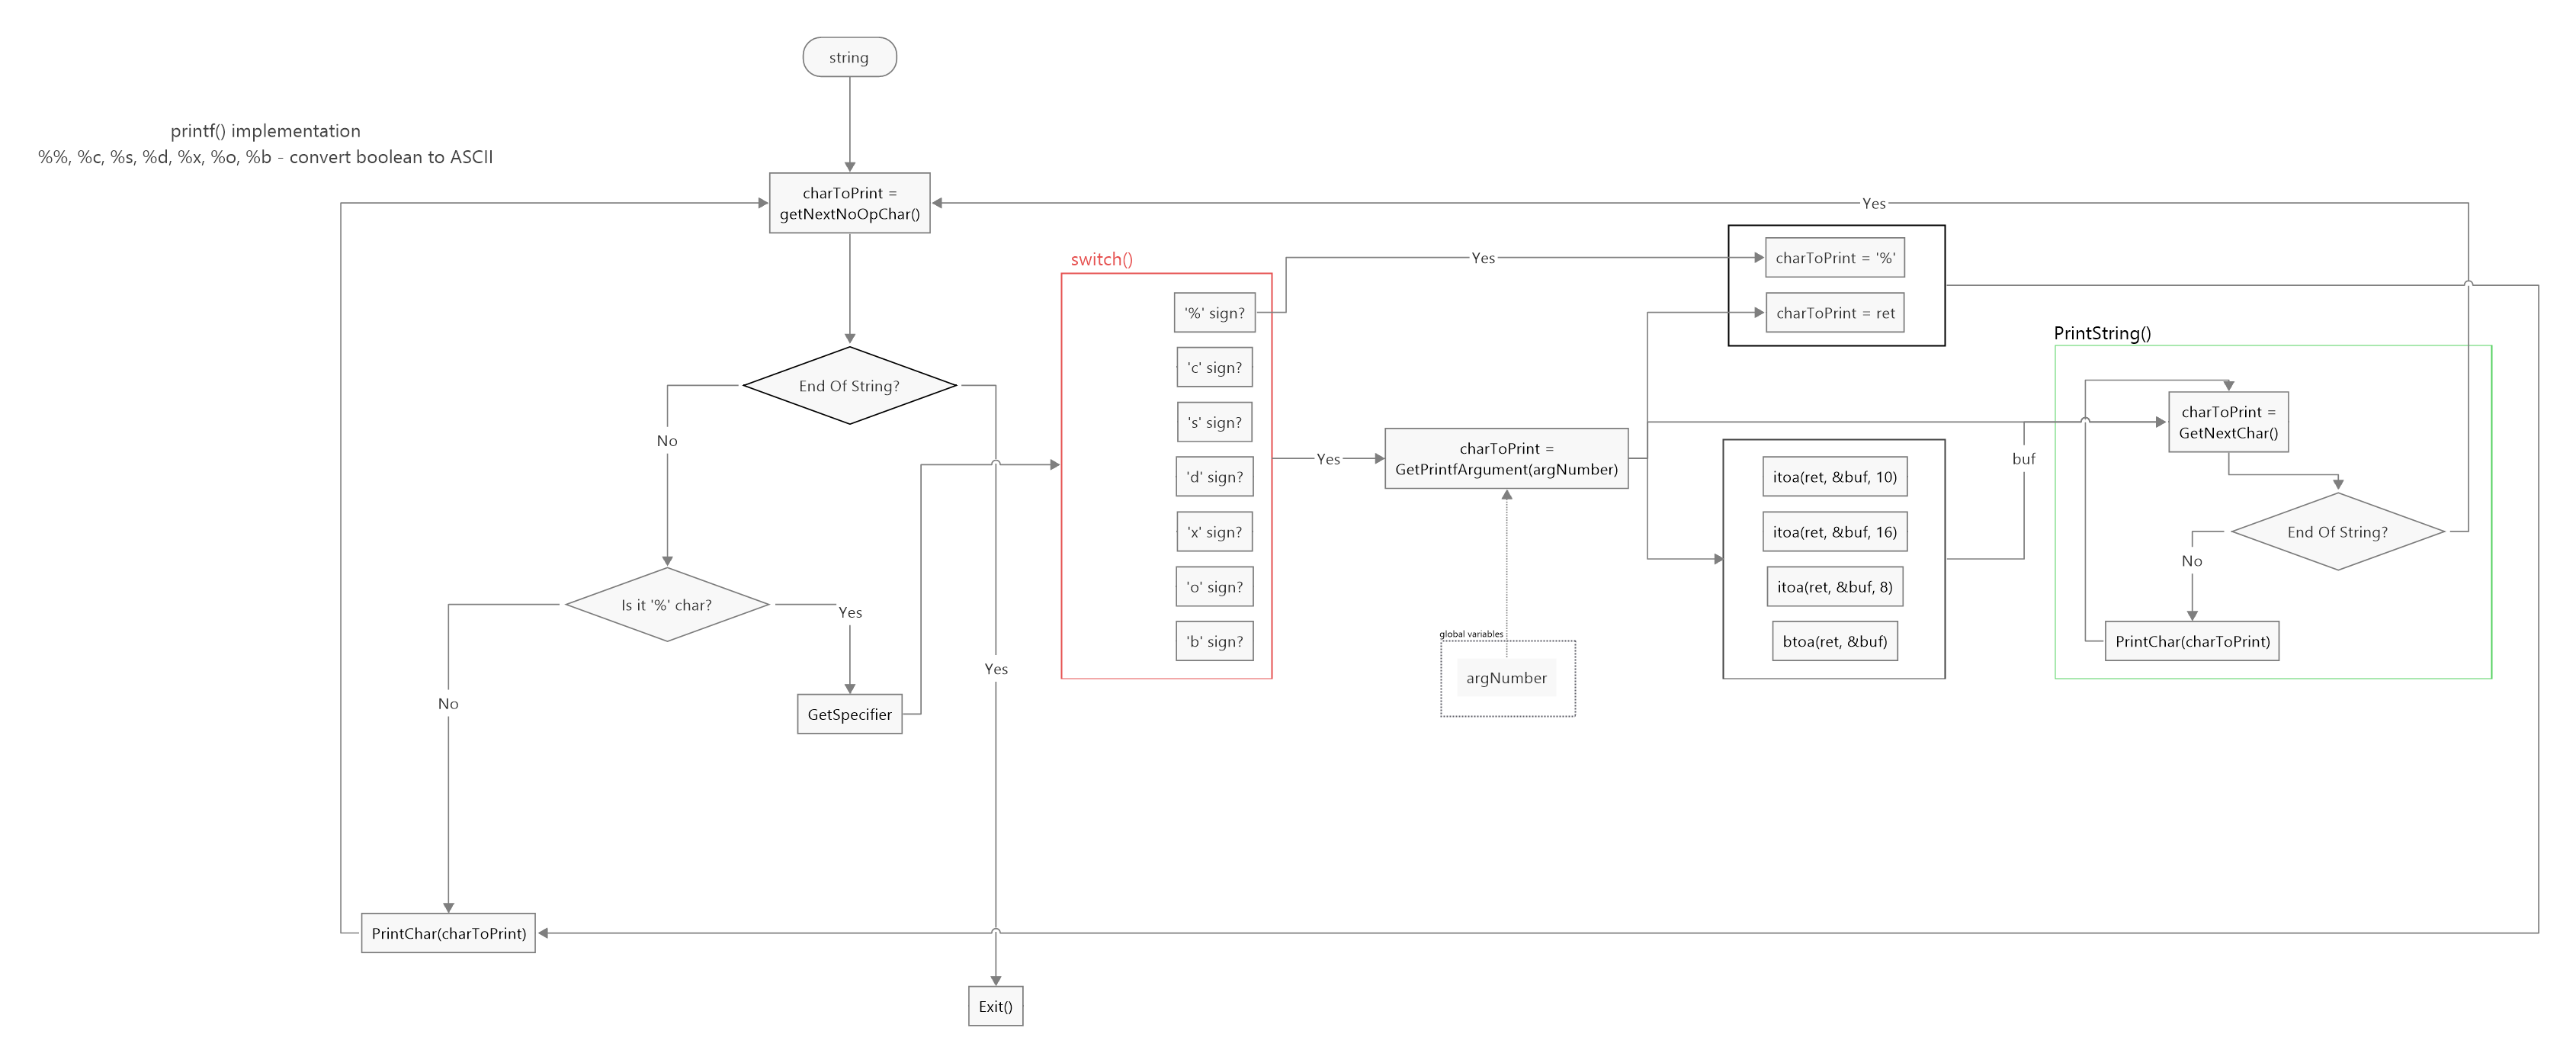 string
printf() implementation
%%, %c, %s, %d, %x, %o, %b - convert boolean to ASCII
charToPrint =
getNextNoOpChar()
Yes
End Of String?
No
Yes
Is it '%' char?
Yes
No
GetSpecifier
PrintChar(charToPrint)
Exit()
switch()
'%' sign?
'c' sign?
's' sign?
'd' sign?
'x' sign?
'o' sign?
'b' sign?
Yes
Yes
charToPrint =
GetPrintfArgument(argNumber)
global variables
argNumber
charToPrint = '%'
charToPrint = ret
itoa(ret, &buf, 10)
itoa(ret, &buf, 16)
itoa(ret, &buf, 8)
btoa(ret, &buf)
buf
PrintString()
charToPrint =
GetNextChar()
End Of String?
No
PrintChar(charToPrint)